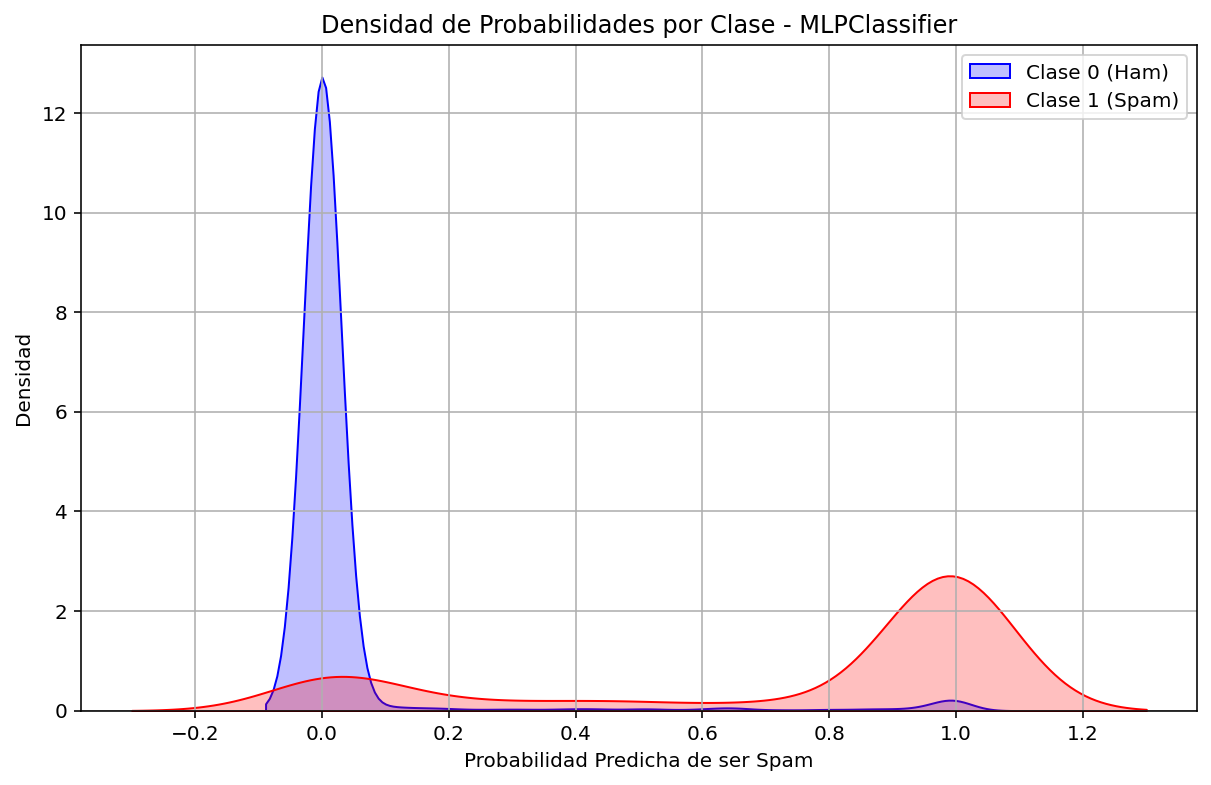 Densidad de Probabilidades por Clase - MLPClassifier
Clase 0 (Ham)
Clase 1 (Spam)
Densidad
12
10
8
6
4
2
0
−0.2 0.0 0.2 0.4 0.6 0.8 1.0 1.2
Probabilidad Predicha de ser Spam